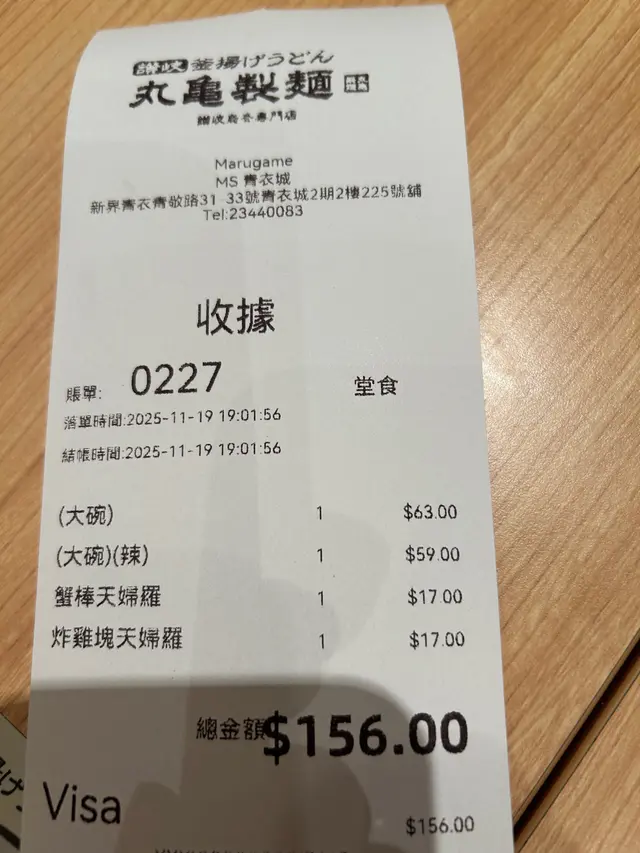 讃岐 釜揚げうどん
丸亀製麵
讃岐烏冬專門店
Marugame
MS 青衣城
新界青衣青敬路31-33號青衣城2期2樓225號舖
Tel:23440083
收據
賬單: 0227 堂食
落單時間:2025-11-19 19:01:56
結帳時間:2025-11-19 19:01:56
(大碗) 1 $63.00
(大碗)(辣) 1 $59.00
蟹棒天婦羅 1 $17.00
炸雞塊天婦羅 1 $17.00
總金額$156.00
Visa $156.00